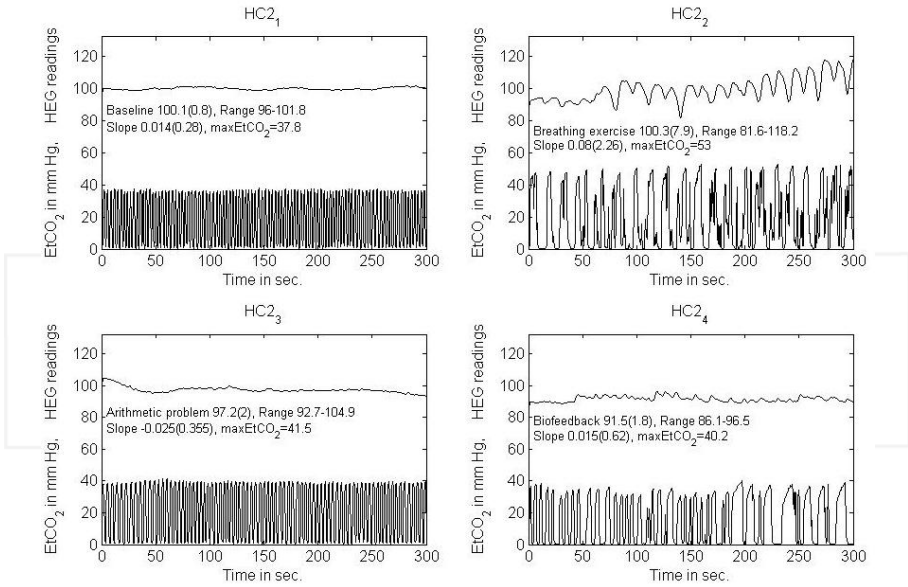 HC2₁
EtCO₂ in mm Hg, HEG readings
120
100
80
60
40
20
0
Baseline 100.1(0.8), Range 96-101.8
Slope 0.014(0.28), maxEtCO₂=37.8
0 50 100 150 200 250 300
Time in sec.
HC2₂
EtCO₂ in mm Hg, HEG readings
120
100
80
60
40
20
0
Breathing exercise 100.3(7.9), Range 81.6-118.2
Slope 0.08(2.26), maxEtCO₂=53
0 50 100 150 200 250 300
Time in sec.
HC2₃
EtCO₂ in mm Hg, HEG readings
120
100
80
60
40
20
0
Arithmetic problem 97.2(2), Range 92.7-104.9
Slope -0.025(0.355), maxEtCO₂=41.5
0 50 100 150 200 250 300
Time in sec.
HC2₄
EtCO₂ in mm Hg, HEG readings
120
100
80
60
40
20
0
Biofeedback 91.5(1.8), Range 86.1-96.5
Slope 0.015(0.62), maxEtCO₂=40.2
0 50 100 150 200 250 300
Time in sec.